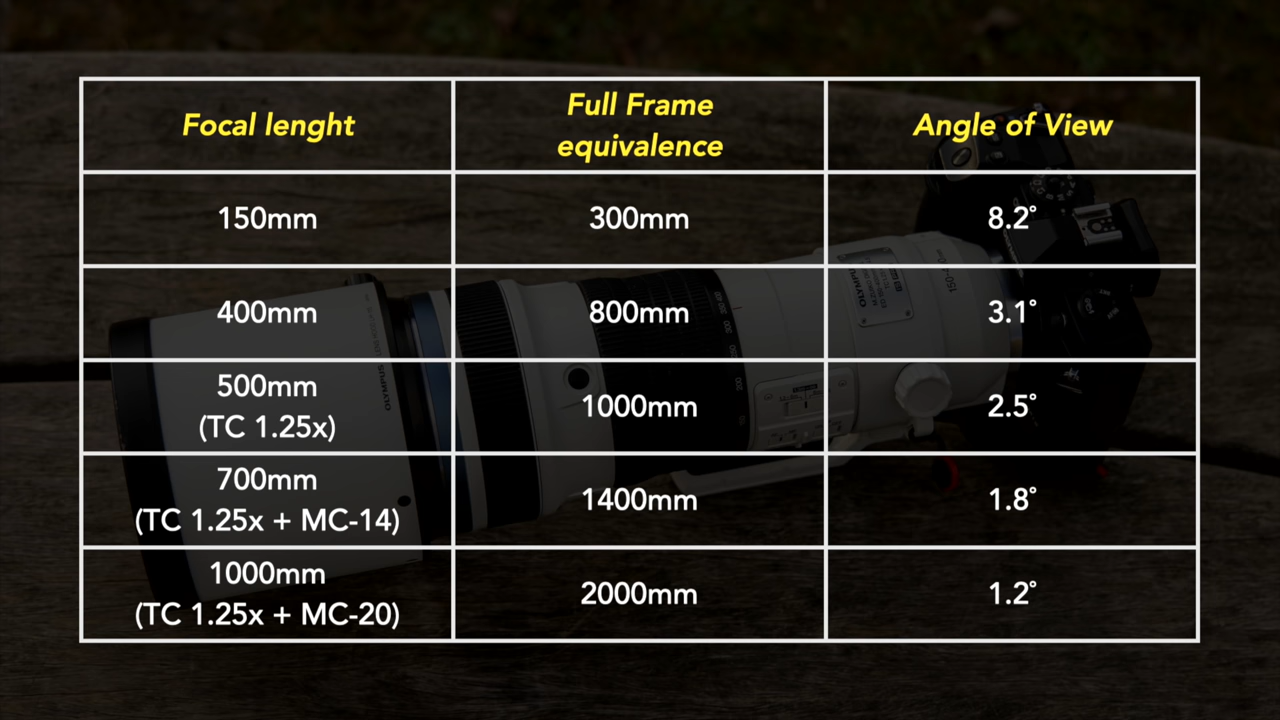 Focal lenght
Full Frame
equivalence
Angle of View
150mm
300mm
8.2°
400mm
800mm
3.1°
500mm
(TC 1.25x)
1000mm
2.5°
700mm
(TC 1.25x + MC-14)
1400mm
1.8°
1000mm
(TC 1.25x + MC-20)
2000mm
1.2°
OLYMPUS
OLYMPUS